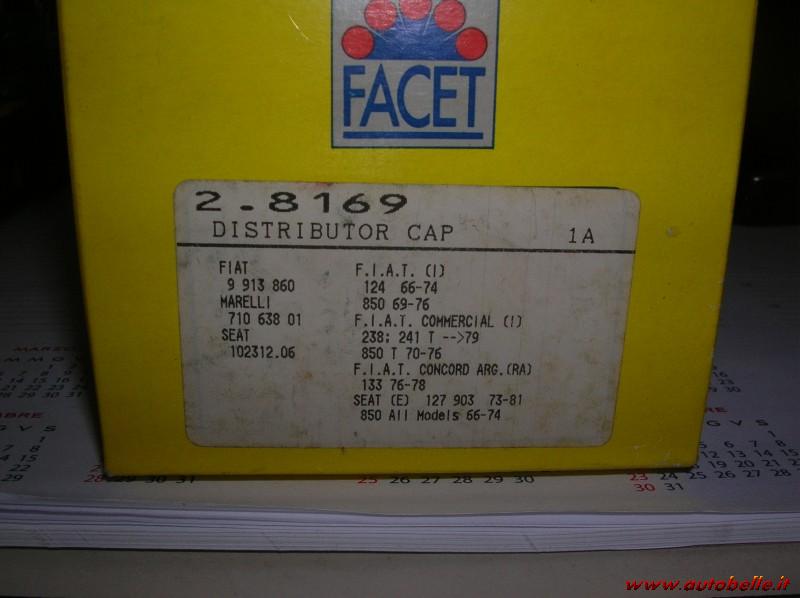 FACET
2.8169
DISTRIBUTOR CAP 1A
FIAT
9 913 860
MARELLI
710 638 01
SEAT
102312.06
F.I.A.T. (I)
124 66-74
850 69-76
F.I.A.T. COMMERCIAL (I)
238; 241 T -->79
850 T 70-76
F.I.A.T. CONCORD ARG.(RA)
133 76-78
SEAT (E) 127 903 73-81
850 All Models 66-74
www.autobelle.it